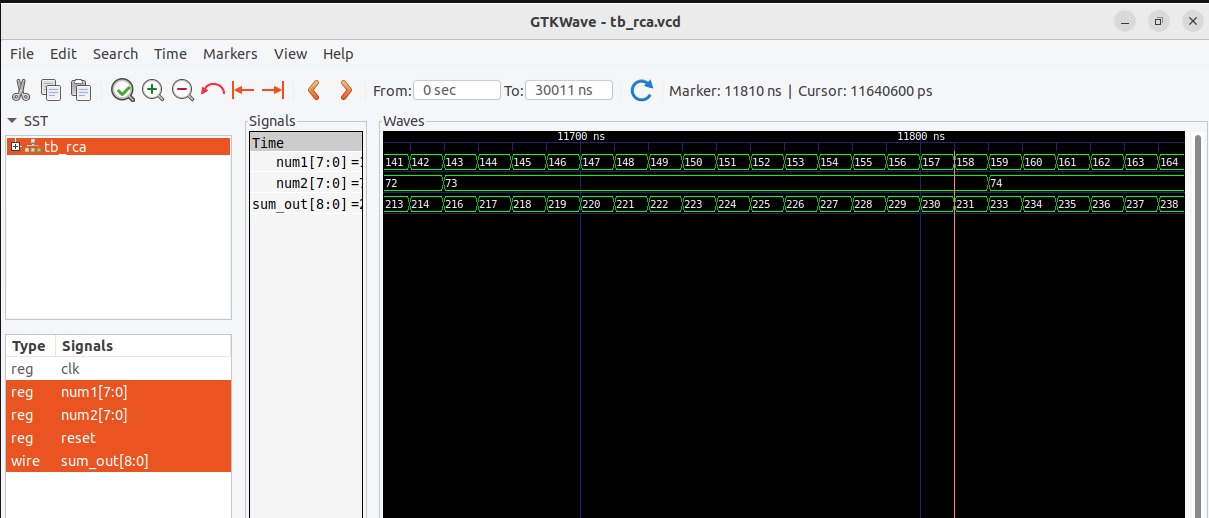 GTKWave - tb_rca.vcd
File Edit Search Time Markers View Help
From: 0 sec To: 30011 ns Marker: 11810 ns | Cursor: 11640600 ps
SST
tb_rca
Type Signals
reg clk
reg num1[7:0]
reg num2[7:0]
reg reset
wire sum_out[8:0]
Signals
Time
num1[7:0] =
num2[7:0] =
sum_out[8:0] =
Waves
11700 ns 11800 ns
141 142 143 144 145 146 147 148 149 150 151 152 153 154 155 156 157 158 159 160 161 162 163 164
72 73 74
213 214 216 217 218 219 220 221 222 223 224 225 226 227 228 229 230 231 233 234 235 236 237 238